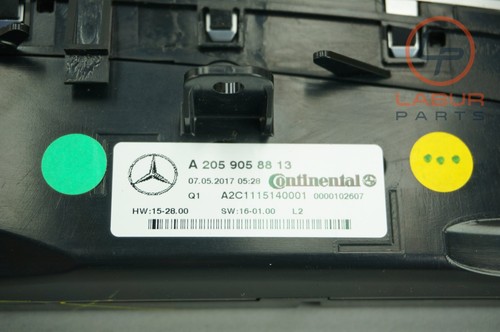 LABUR
PARTS
A 205 905 88 13
07.05.2017 05:28 Continental
Q1 A2C1115140001 0000102607
HW:15-28.00 SW:16-01.00 L2